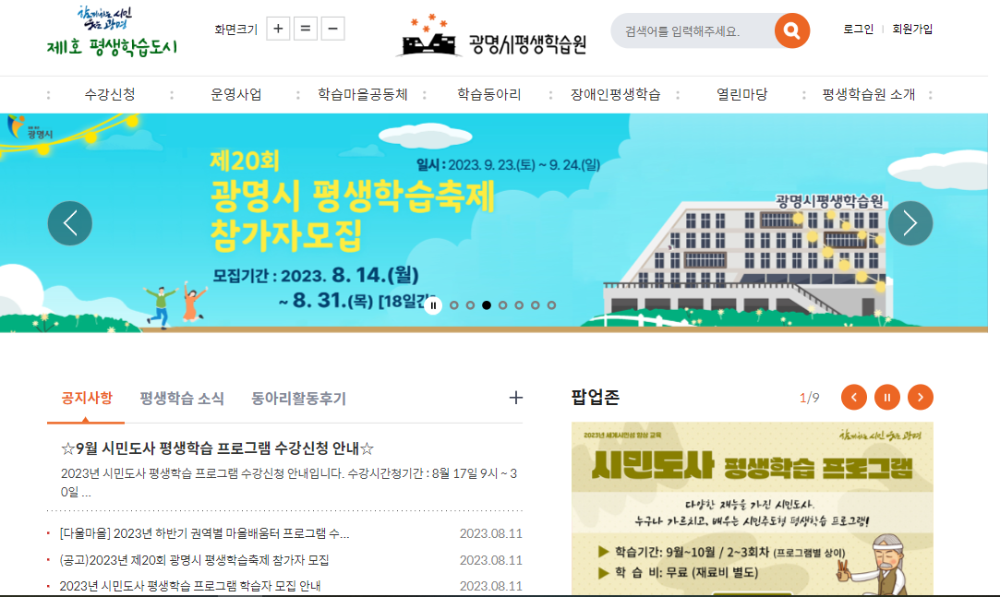 함께하는 시민
웃는 광명
제1호 평생학습도시
화면크기 + = −
광명시평생학습원
검색어를 입력해주세요.
로그인 회원가입
수강신청 운영사업 학습마을공동체 학습동아리 장애인평생학습 열린마당 평생학습원 소개
광명시
제20회
일시 : 2023. 9. 23.(토) ~ 9. 24.(일)
광명시 평생학습축제
참가자모집
모집기간 : 2023. 8. 14.(월)
~ 8. 31.(목) [18일간
광명시평생학습원
공지사항 평생학습 소식 동아리활동후기 +
☆9월 시민도사 평생학습 프로그램 수강신청 안내☆
2023년 시민도사 평생학습 프로그램 수강신청 안내입니다. 수강시간청기간 : 8월 17일 9시 ~ 3
0일 ...
[다올마을] 2023년 하반기 권역별 마을배움터 프로그램 수... 2023.08.11
(공고)2023년 제20회 광명시 평생학습축제 참가자 모집 2023.08.11
2023년 시민도사 평생학습 프로그램 학습자 모집 안내 2023.08.11
팝업존 1/9
2023년 세계시민성 향상 교육
함께하는 시민 웃는 광명
시민도사 평생학습 프로그램
다양한 재능을 가진 시민도사.
누구나 가르치고, 배우는 시민주도형 평생학습 프로그램!
▶ 학습기간: 9월~10월 / 2~3회차 (프로그램별 상이)
▶ 학 습 비: 무료 (재료비 별도)